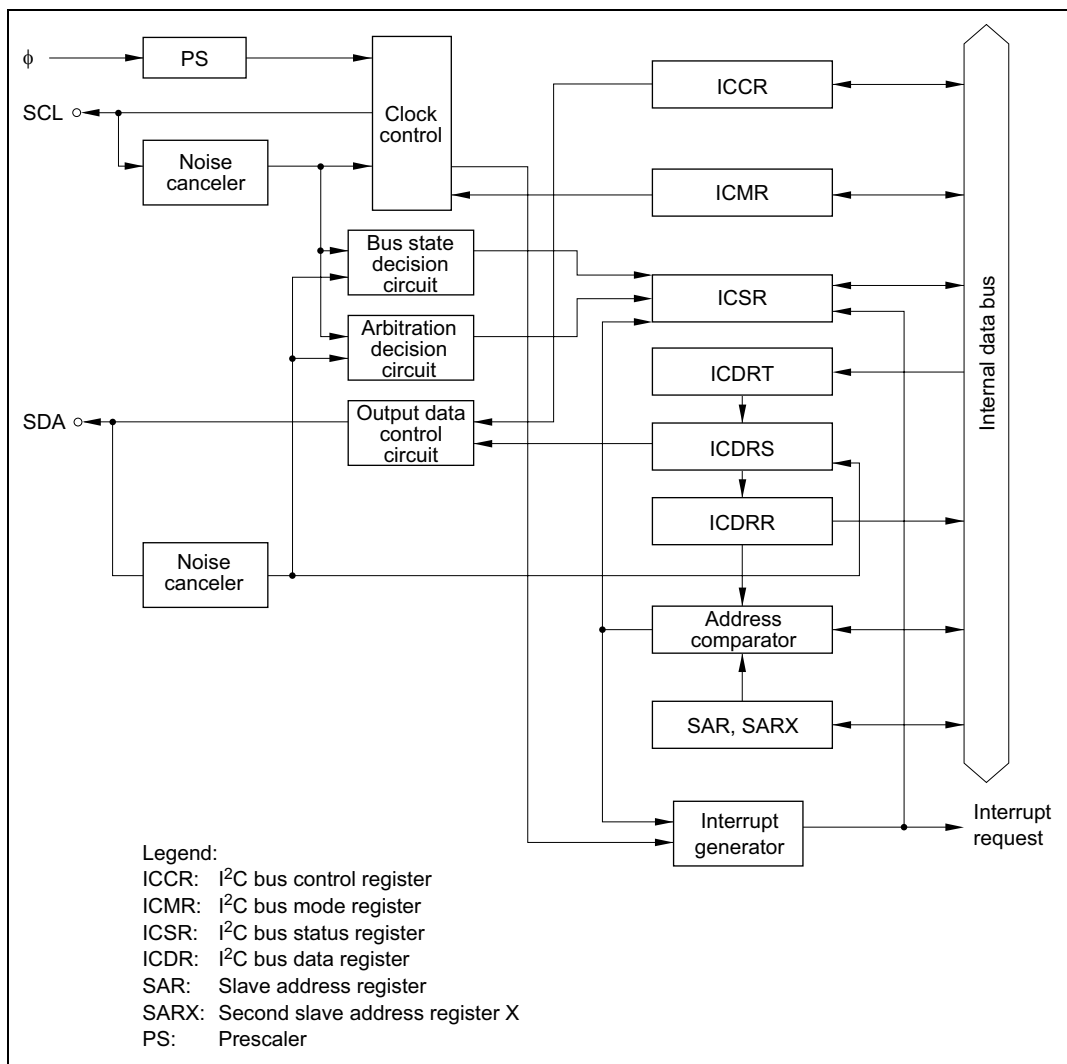 ϕ
PS
SCL
Clock
control
Noise
canceler
Bus state
decision
circuit
Arbitration
decision
circuit
SDA
Output data
control
circuit
Noise
canceler
ICCR
ICMR
ICSR
ICDRT
ICDRS
ICDRR
Address
comparator
SAR, SARX
Interrupt
generator
Internal data bus
Interrupt
request
Legend:
ICCR: I²C bus control register
ICMR: I²C bus mode register
ICSR: I²C bus status register
ICDR: I²C bus data register
SAR: Slave address register
SARX: Second slave address register X
PS: Prescaler